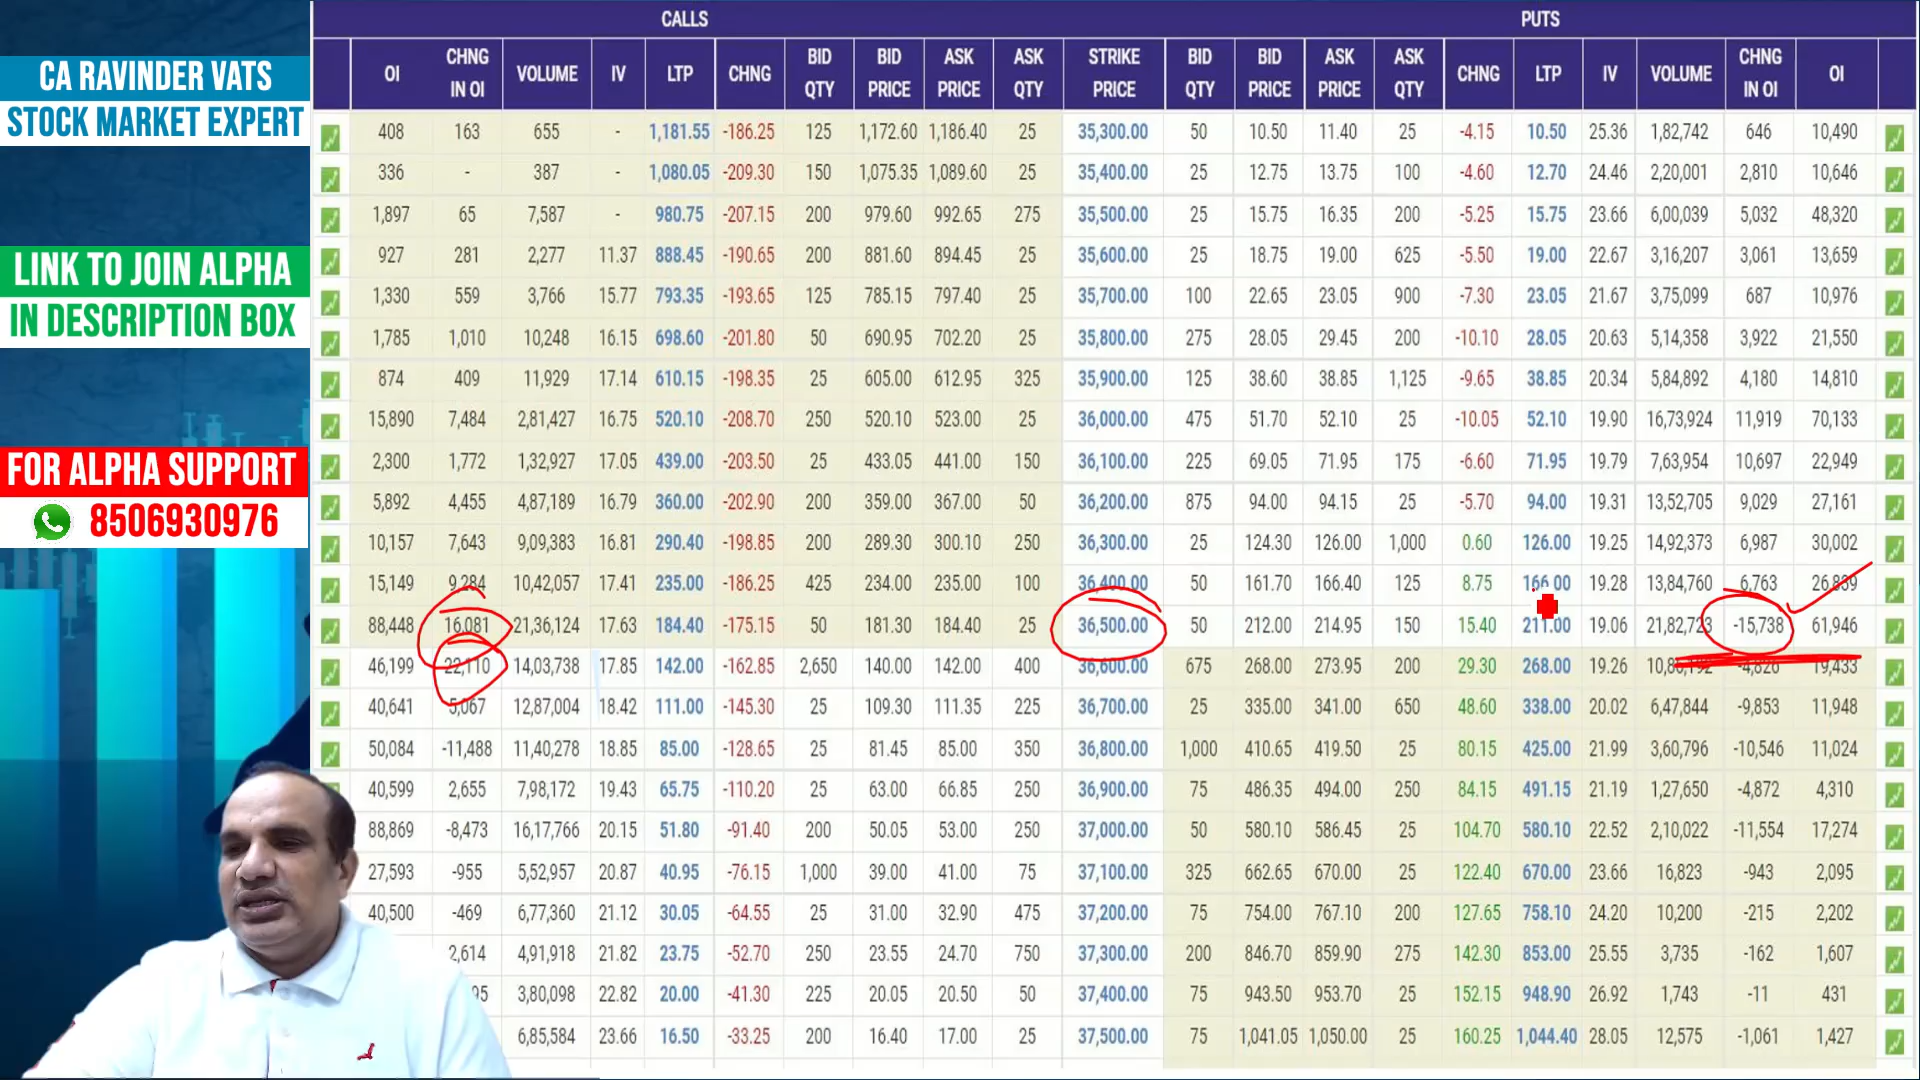 CA RAVINDER VATS
STOCK MARKET EXPERT
LINK TO JOIN ALPHA
IN DESCRIPTION BOX
FOR ALPHA SUPPORT
8506930976
CALLS PUTS
OI CHNG IN OI VOLUME IV LTP CHNG BID QTY BID PRICE ASK PRICE ASK QTY STRIKE PRICE BID QTY BID PRICE ASK PRICE ASK QTY CHNG LTP IV VOLUME CHNG IN OI OI
408 163 655 - 1,181.55 -186.25 125 1,172.60 1,186.40 25 35,300.00 50 10.50 11.40 25 -4.15 10.50 25.36 1,82,742 646 10,490
336 - 387 - 1,080.05 -209.30 150 1,075.35 1,089.60 25 35,400.00 25 12.75 13.75 100 -4.60 12.70 24.46 2,20,001 2,810 10,646
1,897 65 7,587 - 980.75 -207.15 200 979.60 992.65 275 35,500.00 25 15.75 16.35 200 -5.25 15.75 23.66 6,00,039 5,032 48,320
927 281 2,277 11.37 888.45 -190.65 200 881.60 894.45 25 35,600.00 25 18.75 19.00 625 -5.50 19.00 22.67 3,16,207 3,061 13,659
1,330 559 3,766 15.77 793.35 -193.65 125 785.15 797.40 25 35,700.00 100 22.65 23.05 900 -7.30 23.05 21.67 3,75,099 687 10,976
1,785 1,010 10,248 16.15 698.60 -201.80 50 690.95 702.20 25 35,800.00 275 28.05 29.45 200 -10.10 28.05 20.63 5,14,358 3,922 21,550
874 409 11,929 17.14 610.15 -198.35 25 605.00 612.95 325 35,900.00 125 38.60 38.85 1,125 -9.65 38.85 20.34 5,84,892 4,180 14,810
15,890 7,484 2,81,427 16.75 520.10 -208.70 250 520.10 523.00 25 36,000.00 475 51.70 52.10 25 -10.05 52.10 19.90 16,73,924 11,919 70,133
2,300 1,772 1,32,927 17.05 439.00 -203.50 25 433.05 441.00 150 36,100.00 225 69.05 71.95 175 -6.60 71.95 19.79 7,63,954 10,697 22,949
5,892 4,455 4,87,189 16.79 360.00 -202.90 200 359.00 367.00 50 36,200.00 875 94.00 94.15 25 -5.70 94.00 19.31 13,52,705 9,029 27,161
10,157 7,643 9,09,383 16.81 290.40 -198.85 200 289.30 300.10 250 36,300.00 25 124.30 126.00 1,000 0.60 126.00 19.25 14,92,373 6,987 30,002
15,149 9,284 10,42,057 17.41 235.00 -186.25 425 234.00 235.00 100 36,400.00 50 161.70 166.40 125 8.75 166.00 19.28 13,84,760 6,763 26,839
88,448 16,081 21,36,124 17.63 184.40 -175.15 50 181.30 184.40 25 36,500.00 50 212.00 214.95 150 15.40 211.00 19.06 21,82,723 -15,738 61,946
46,199 22,110 14,03,738 17.85 142.00 -162.85 2,650 140.00 142.00 400 36,600.00 675 268.00 273.95 200 29.30 268.00 19.26 19,433
40,641 5,067 12,87,004 18.42 111.00 -145.30 25 109.30 111.35 225 36,700.00 25 335.00 341.00 650 48.60 338.00 20.02 6,47,844 -9,853 11,948
50,084 -11,488 11,40,278 18.85 85.00 -128.65 25 81.45 85.00 350 36,800.00 1,000 410.65 419.50 25 80.15 425.00 21.99 3,60,796 -10,546 11,024
40,599 2,655 7,98,172 19.43 65.75 -110.20 25 63.00 66.85 250 36,900.00 75 486.35 494.00 250 84.15 491.15 21.19 1,27,650 -4,872 4,310
88,869 -8,473 16,17,766 20.15 51.80 -91.40 200 50.05 53.00 250 37,000.00 50 580.10 586.45 25 104.70 580.10 22.52 2,10,022 -11,554 17,274
27,593 -955 5,52,957 20.87 40.95 -76.15 1,000 39.00 41.00 75 37,100.00 325 662.65 670.00 25 122.40 670.00 23.66 16,823 -943 2,095
40,500 -469 6,77,360 21.12 30.05 -64.55 25 31.00 32.90 475 37,200.00 75 754.00 767.10 200 127.65 758.10 24.20 10,200 -215 2,202
2,614 4,91,918 21.82 23.75 -52.70 250 23.55 24.70 750 37,300.00 200 846.70 859.90 275 142.30 853.00 25.55 3,735 -162 1,607
3,80,098 22.82 20.00 -41.30 225 20.05 20.50 50 37,400.00 75 943.50 953.70 25 152.15 948.90 26.92 1,743 -11 431
6,85,584 23.66 16.50 -33.25 200 16.40 17.00 25 37,500.00 75 1,041.05 1,050.00 25 160.25 1,044.40 28.05 12,575 -1,061 1,427